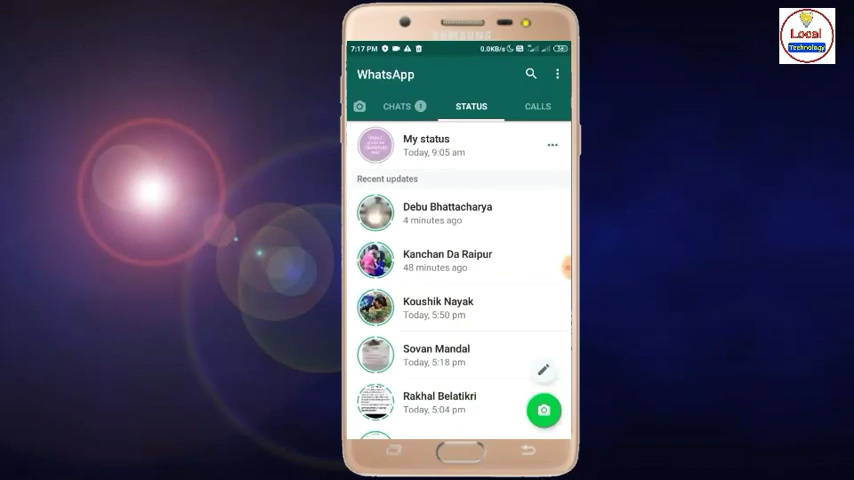 SAMSUNG
Local
Technology
7:17 PM
0.0KB/s
WhatsApp
CHATS 1
STATUS
CALLS
My status
Today, 9:05 am
Recent updates
Debu Bhattacharya
4 minutes ago
Kanchan Da Raipur
48 minutes ago
Koushik Nayak
Today, 5:50 pm
Sovan Mandal
Today, 5:18 pm
Rakhal Belatikri
Today, 5:04 pm